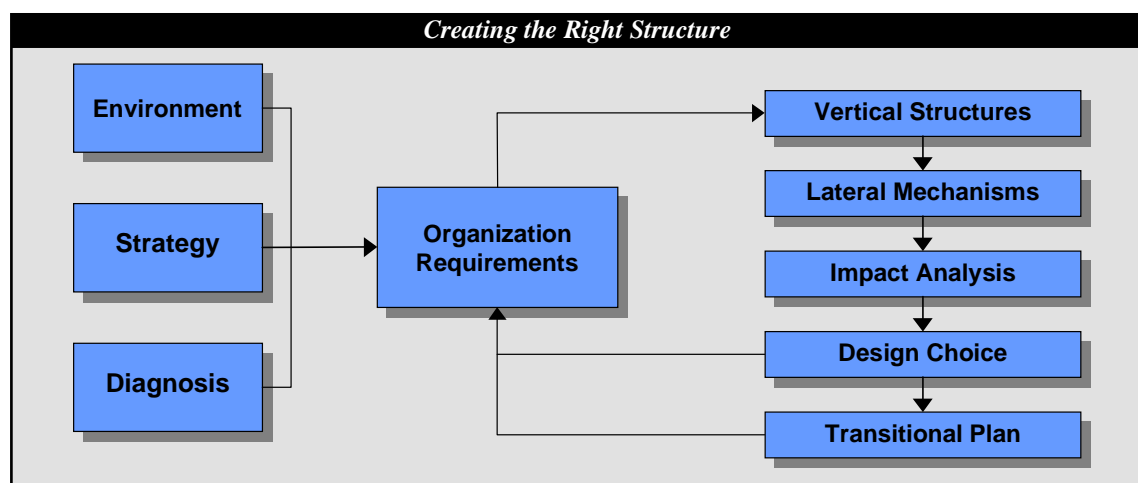 Creating the Right Structure
Environment
Strategy
Diagnosis
Organization
Requirements
Vertical Structures
Lateral Mechanisms
Impact Analysis
Design Choice
Transitional Plan